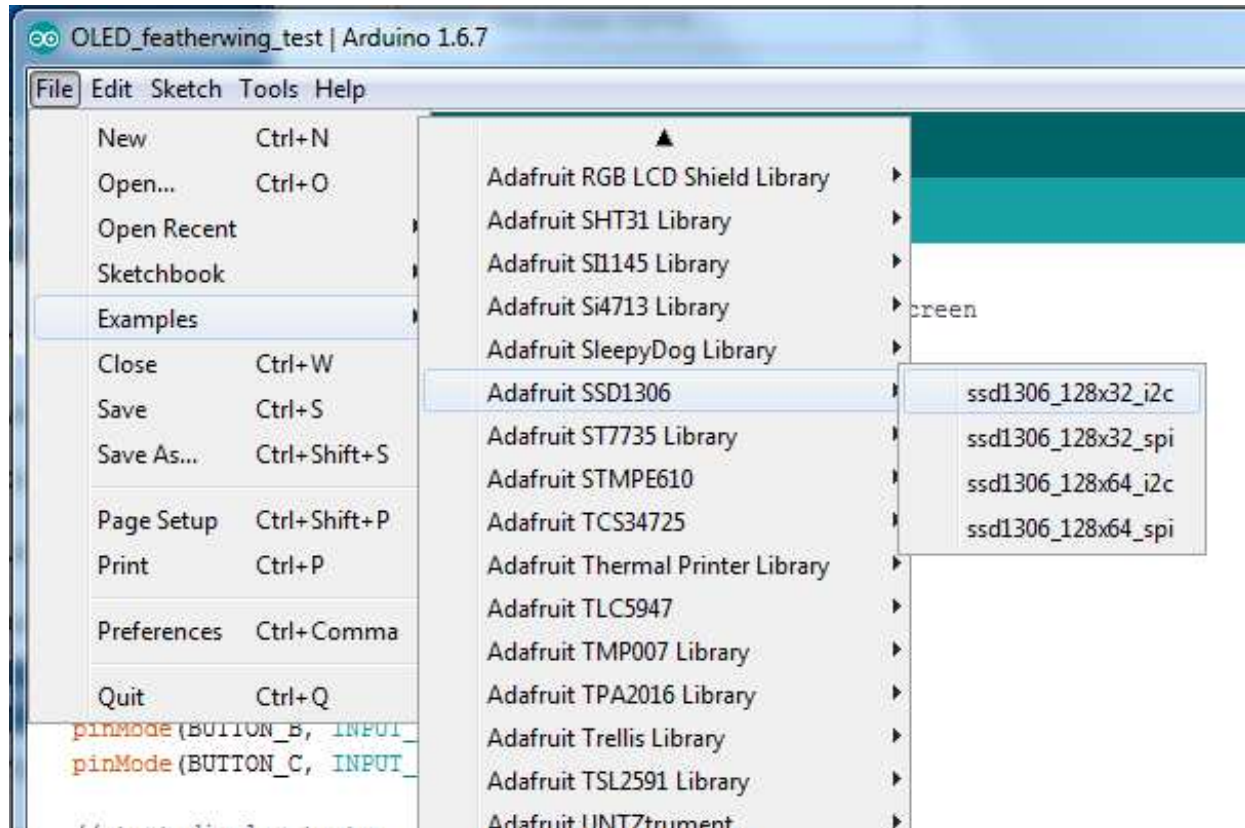 OLED_featherwing_test | Arduino 1.6.7
File Edit Sketch Tools Help
New Ctrl+N
Open... Ctrl+O
Open Recent
Sketchbook
Examples
Close Ctrl+W
Save Ctrl+S
Save As... Ctrl+Shift+S
Page Setup Ctrl+Shift+P
Print Ctrl+P
Preferences Ctrl+Comma
Quit Ctrl+Q
Adafruit RGB LCD Shield Library
Adafruit SHT31 Library
Adafruit SI1145 Library
Adafruit Si4713 Library
Adafruit SleepyDog Library
Adafruit SSD1306
Adafruit ST7735 Library
Adafruit STMPE610
Adafruit TCS34725
Adafruit Thermal Printer Library
Adafruit TLC5947
Adafruit TMP007 Library
Adafruit TPA2016 Library
Adafruit Trellis Library
Adafruit TSL2591 Library
Adafruit UNTZtrument
ssd1306_128x32_i2c
ssd1306_128x32_spi
ssd1306_128x64_i2c
ssd1306_128x64_spi
creen
pinMode(BUTTON_B, INPUT_
pinMode(BUTTON_C, INPUT_